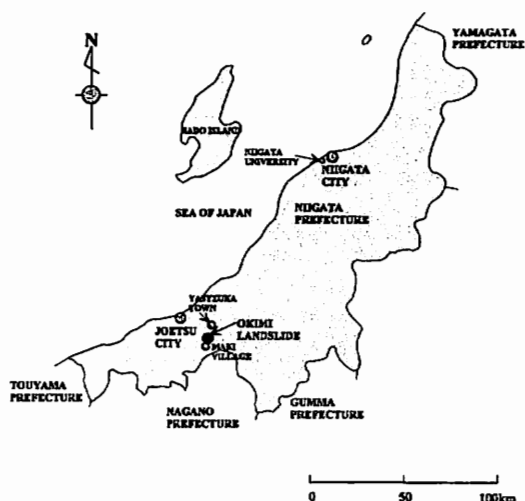 N
YAMAGATA
PREFECTURE
SADO ISLAND
NIIGATA
UNIVERSITY
NIIGATA
CITY
NIIGATA
PREFECTURE
SEA OF JAPAN
YASYZUKA
TOWN
JOETSU
CITY
OKIMI
LANDSLIDE
MAKI
VILLAGE
TOUYAMA
PREFECTURE
NAGANO
PREFECTURE
GUMMA
PREFECTURE
0 50 100km